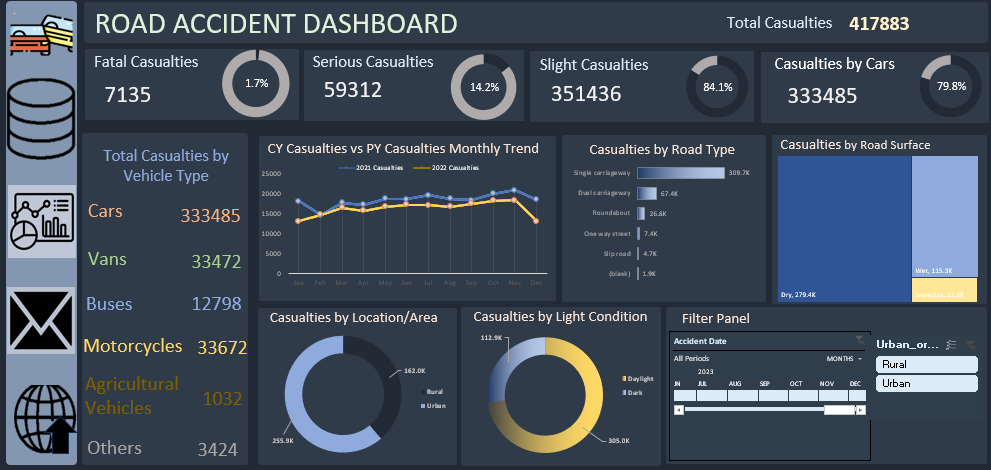 ROAD ACCIDENT DASHBOARD
Total Casualties 417883
Fatal Casualties
7135
1.7%
Serious Casualties
59312
14.2%
Slight Casualties
351436
84.1%
Casualties by Cars
333485
79.8%
Total Casualties by
Vehicle Type
Cars 333485
Vans 33472
Buses 12798
Motorcycles 33672
Agricultural
Vehicles 1032
Others 3424
CY Casualties vs PY Casualties Monthly Trend
2021 Casualties 2022 Casualties
25000
20000
15000
10000
5000
0
Jan Feb Mar Apr May Jun Jul Aug Sep Oct Nov Dec
Casualties by Road Type
Single carriageway 309.7K
Dual carriageway 67.4K
Roundabout 26.8K
One way street 7.4K
Slip road 4.7K
(blank) 1.9K
Casualties by Road Surface
Dry, 279.4K
Wet, 115.3K
Casualties by Location/Area
162.0K
Rural
Urban
255.9K
Casualties by Light Condition
112.9K
Daylight
Dark
305.0K
Filter Panel
Accident Date
All Periods MONTHS
2023
JN JUL AUG SEP OCT NOV DEC
Urban_or...
Rural
Urban